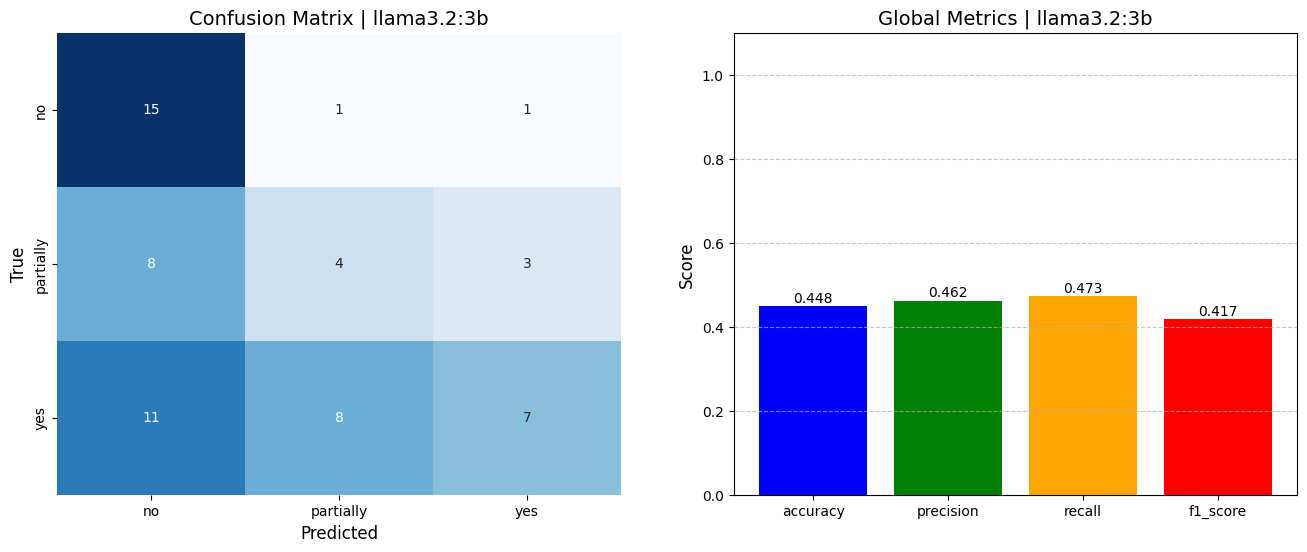 Confusion Matrix | llama3.2:3b
True
no
15
1
1
partially
8
4
3
yes
11
8
7
no
partially
yes
Predicted
Global Metrics | llama3.2:3b
Score
1.0
0.8
0.6
0.4
0.2
0.0
0.448
0.462
0.473
0.417
accuracy
precision
recall
f1_score